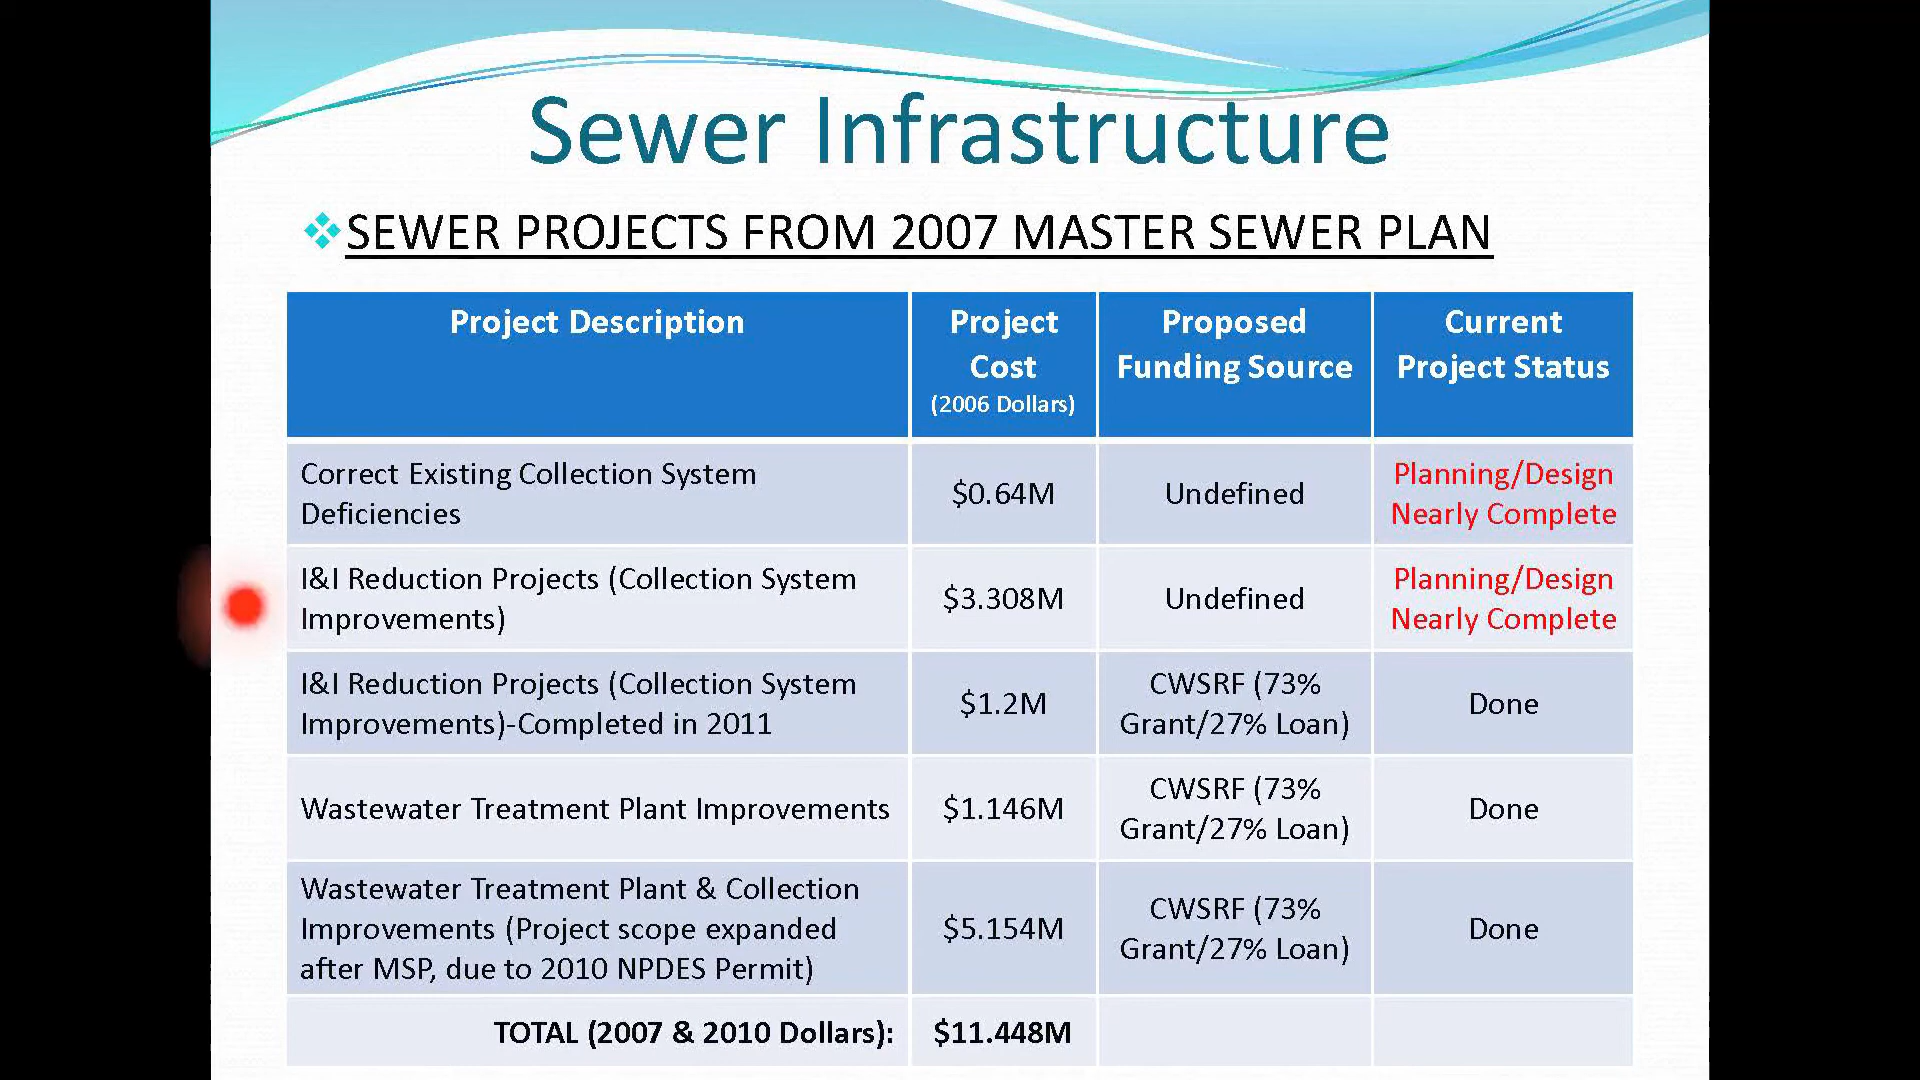 Sewer Infrastructure
SEWER PROJECTS FROM 2007 MASTER SEWER PLAN
Project Description
Project
Cost
(2006 Dollars)
Proposed
Funding Source
Current
Project Status
Correct Existing Collection System
Deficiencies
$0.64M
Undefined
Planning/Design
Nearly Complete
I&I Reduction Projects (Collection System
Improvements)
$3.308M
Undefined
Planning/Design
Nearly Complete
I&I Reduction Projects (Collection System
Improvements)-Completed in 2011
$1.2M
CWSRF (73%
Grant/27% Loan)
Done
Wastewater Treatment Plant Improvements
$1.146M
CWSRF (73%
Grant/27% Loan)
Done
Wastewater Treatment Plant & Collection
Improvements (Project scope expanded
after MSP, due to 2010 NPDES Permit)
$5.154M
CWSRF (73%
Grant/27% Loan)
Done
TOTAL (2007 & 2010 Dollars):
$11.448M